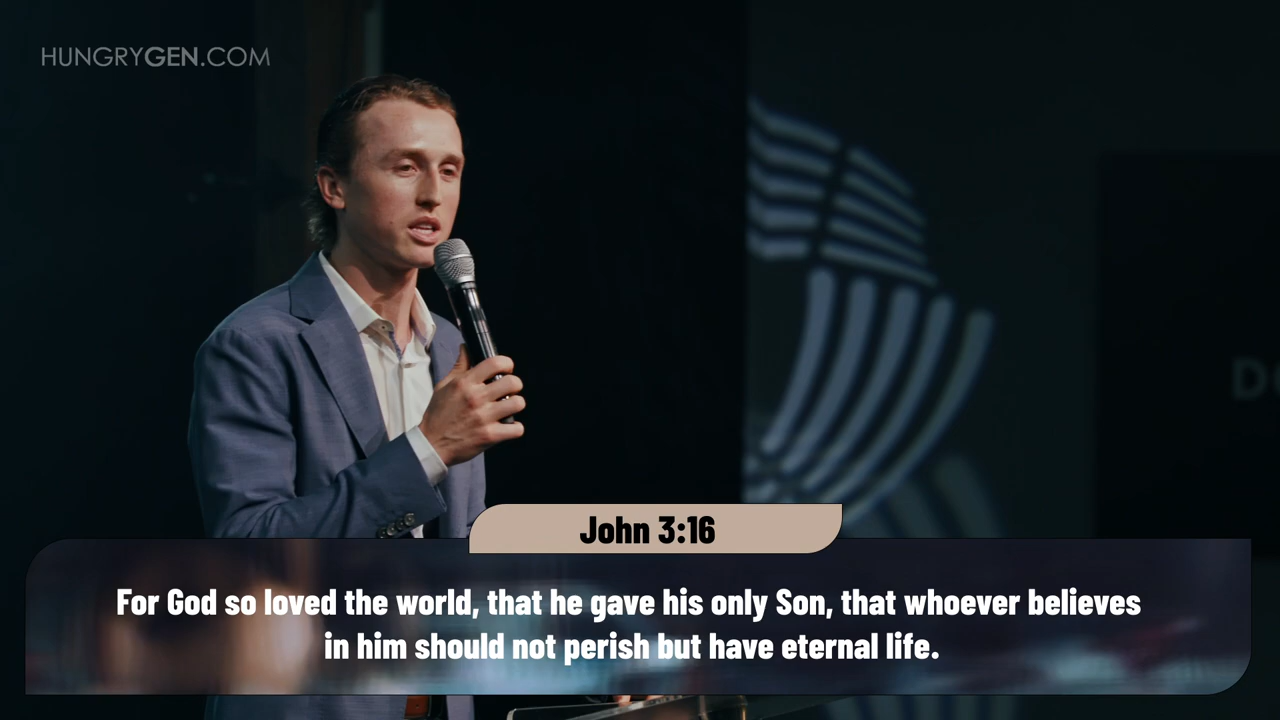 HUNGRYGEN.COM
John 3:16
For God so loved the world, that he gave his only Son, that whoever believes
in him should not perish but have eternal life.